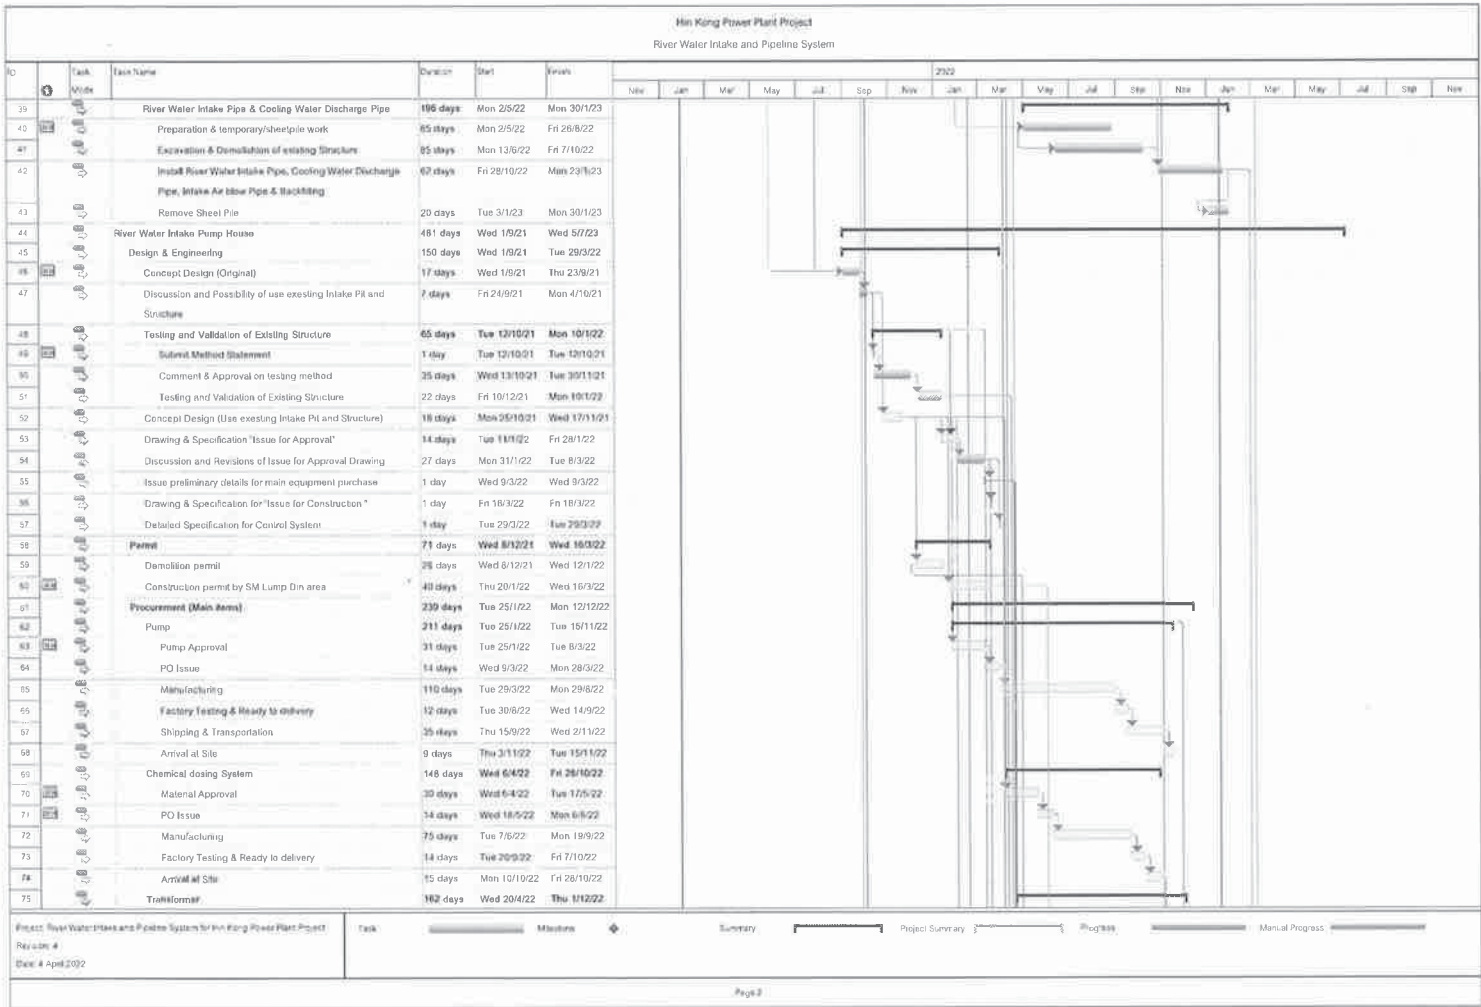 Hin Kong Power Plant Project
River Water Intake and Pipeline System
ID Task Mode Task Name Duration Start Finish
2022
Nov Jan Mar May Jul Sep Nov Jan Mar May Jul Sep Nov Jan Mar May Jul Sep Nov
39 River Water Intake Pipe & Cooling Water Discharge Pipe 196 days Mon 2/5/22 Mon 30/1/23
40 Preparation & temporary/sheetpile work 85 days Mon 2/5/22 Fri 26/8/22
41 Excavation & Demolishion of existing Structure 85 days Mon 13/6/22 Fri 7/10/22
42 Install River Water Intake Pipe, Cooling Water Discharge 62 days Fri 28/10/22 Mon 23/1/23
Pipe, Intake Air blow Pipe & Backfilling
43 Remove Sheet Pile 20 days Tue 3/1/23 Mon 30/1/23
44 River Water Intake Pump House 481 days Wed 1/9/21 Wed 5/7/23
45 Design & Engineering 150 days Wed 1/9/21 Tue 29/3/22
46 Concept Design (Original) 17 days Wed 1/9/21 Thu 23/9/21
47 Discussion and Possibility of use exesting Intake Pit and 7 days Fri 24/9/21 Mon 4/10/21
Structure
48 Testing and Validation of Existing Structure 65 days Tue 12/10/21 Mon 10/1/22
49 Submit Method Statement 1 day Tue 12/10/21 Tue 12/10/21
50 Comment & Approval on testing method 35 days Wed 13/10/21 Tue 30/11/21
51 Testing and Validation of Existing Structure 22 days Fri 10/12/21 Mon 10/1/22
52 Concept Design (Use exesting Intake Pit and Structure) 18 days Mon 25/10/21 Wed 17/11/21
53 Drawing & Specification "Issue for Approval" 14 days Tue 11/1/22 Fri 28/1/22
54 Discussion and Revisions of Issue for Approval Drawing 27 days Mon 31/1/22 Tue 8/3/22
55 Issue preliminary details for main equipment purchase 1 day Wed 9/3/22 Wed 9/3/22
56 Drawing & Specification for "Issue for Construction " 1 day Fri 18/3/22 Fri 18/3/22
57 Detailed Specification for Control System 1 day Tue 29/3/22 Tue 29/3/22
58 Permit 71 days Wed 8/12/21 Wed 16/3/22
59 Demolition permit 26 days Wed 8/12/21 Wed 12/1/22
60 Construction permit by SM Lump Din area 40 days Thu 20/1/22 Wed 16/3/22
61 Procurement (Main items) 230 days Tue 25/1/22 Mon 12/12/22
62 Pump 211 days Tue 25/1/22 Tue 15/11/22
63 Pump Approval 31 days Tue 25/1/22 Tue 8/3/22
64 PO Issue 14 days Wed 9/3/22 Mon 28/3/22
65 Manufacturing 110 days Tue 29/3/22 Mon 29/8/22
66 Factory Testing & Ready to delivery 12 days Tue 30/8/22 Wed 14/9/22
67 Shipping & Transportation 35 days Thu 15/9/22 Wed 2/11/22
68 Arrival at Site 9 days Thu 3/11/22 Tue 15/11/22
69 Chemical dosing System 148 days Wed 6/4/22 Fri 28/10/22
70 Material Approval 30 days Wed 6/4/22 Tue 17/5/22
71 PO Issue 14 days Wed 18/5/22 Mon 6/6/22
72 Manufacturing 75 days Tue 7/6/22 Mon 19/9/22
73 Factory Testing & Ready to delivery 14 days Tue 20/9/22 Fri 7/10/22
74 Arrival at Site 15 days Mon 10/10/22 Fri 28/10/22
75 Transformer 162 days Wed 20/4/22 Thu 1/12/22
Project: River Water Intake and Pipeline System for Hin Kong Power Plant Project
Revision: 4
Date: 4 April 2022
Task Milestone Summary Project Summary Progress Manual Progress
Page 2